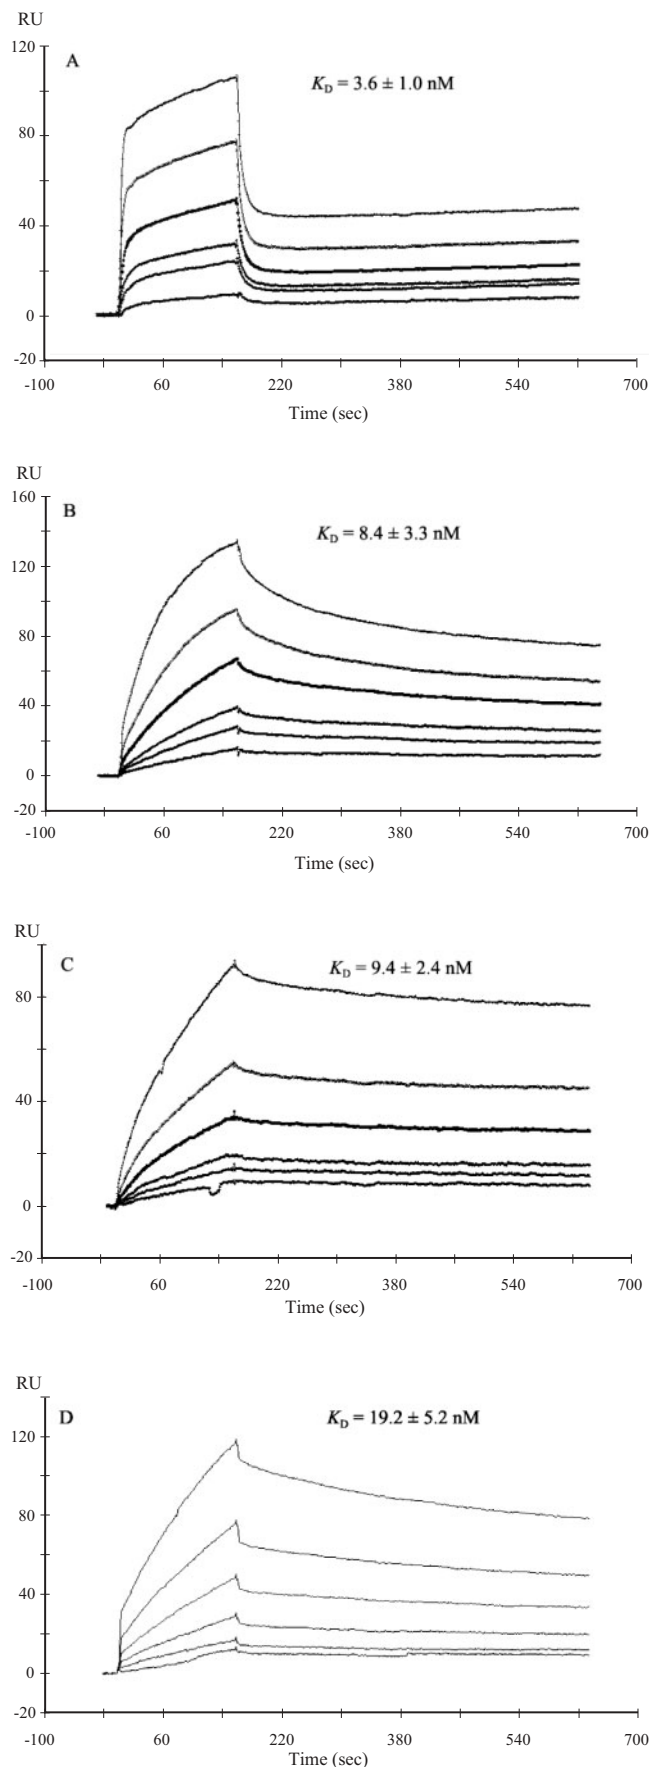 RU
120
A
K_D = 3.6 ± 1.0 nM
80
40
0
-20
-100 60 220 380 540 700
Time (sec)
RU
160
B
K_D = 8.4 ± 3.3 nM
120
80
40
0
-20
-100 60 220 380 540 700
Time (sec)
RU
C
K_D = 9.4 ± 2.4 nM
80
40
0
-20
-100 60 220 380 540 700
Time (sec)
RU
D
K_D = 19.2 ± 5.2 nM
120
80
40
0
-20
-100 60 220 380 540 700
Time (sec)